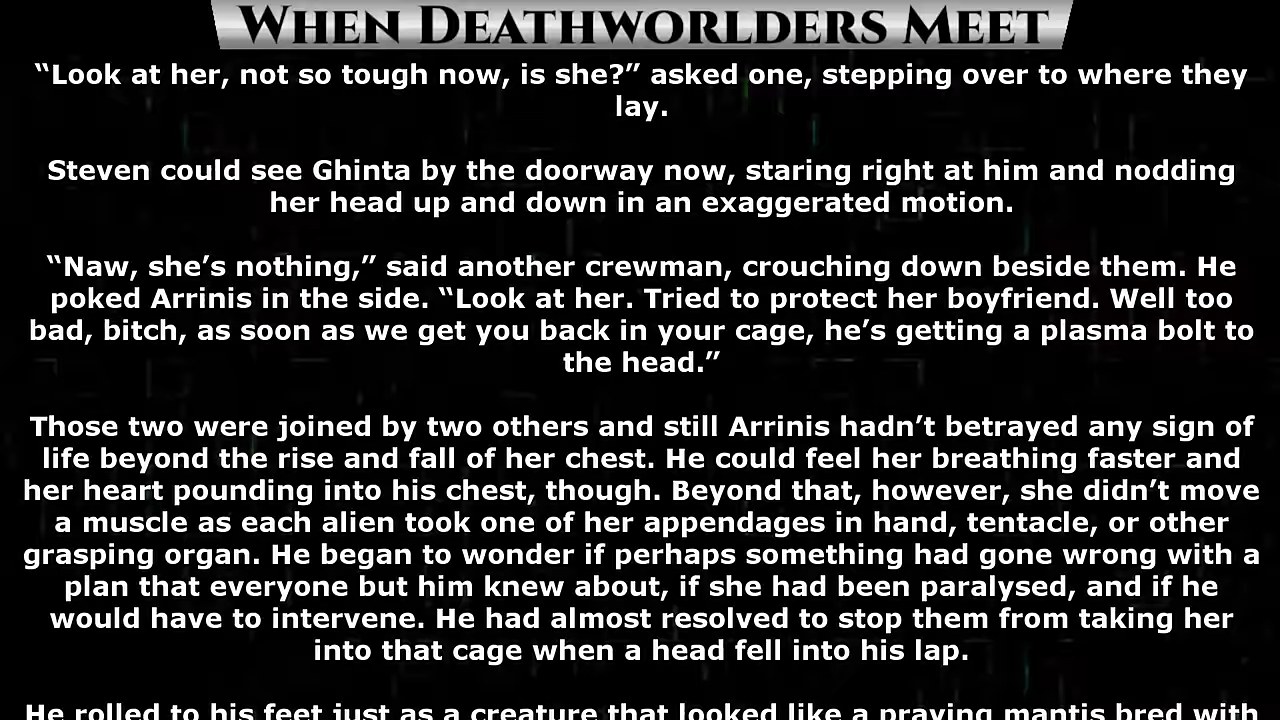 When Deathworlders Meet
“Look at her, not so tough now, is she?” asked one, stepping over to where they
lay.
Steven could see Ghinta by the doorway now, staring right at him and nodding
her head up and down in an exaggerated motion.
“Naw, she’s nothing,” said another crewman, crouching down beside them. He
poked Arrinis in the side. “Look at her. Tried to protect her boyfriend. Well too
bad, bitch, as soon as we get you back in your cage, he’s getting a plasma bolt to
the head.”
Those two were joined by two others and still Arrinis hadn’t betrayed any sign of
life beyond the rise and fall of her chest. He could feel her breathing faster and
her heart pounding into his chest, though. Beyond that, however, she didn’t move
a muscle as each alien took one of her appendages in hand, tentacle, or other
grasping organ. He began to wonder if perhaps something had gone wrong with a
plan that everyone but him knew about, if she had been paralysed, and if he
would have to intervene. He had almost resolved to stop them from taking her
into that cage when a head fell into his lap.
He rolled to his feet just as a creature that looked like a praying mantis bred with